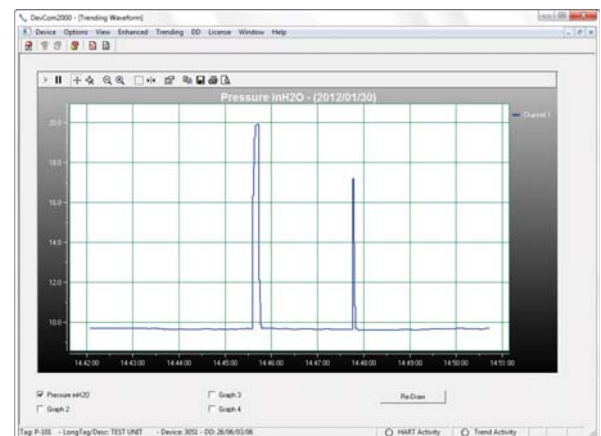 DevCom2000 - [Trending Waveform]
Device Options View Enhanced Trending DD License Window Help
Pressure inH2O - (2012/01/30)
Channel 1
20.0
18.0
16.0
14.0
12.0
10.0
14:42:00 14:43:00 14:44:00 14:45:00 14:46:00 14:47:00 14:48:00 14:49:00 14:50:00 14:51:00
Pressure inH2O Graph 3 Re-Draw
Graph 2 Graph 4
Tag: P-101 - LongTag/Desc: TEST UNIT - Device: 3051 - DD: 26/06/03/06 HART Activity Trend Activity